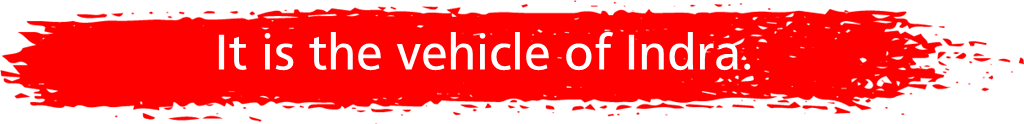 It is the vehicle of Indra.